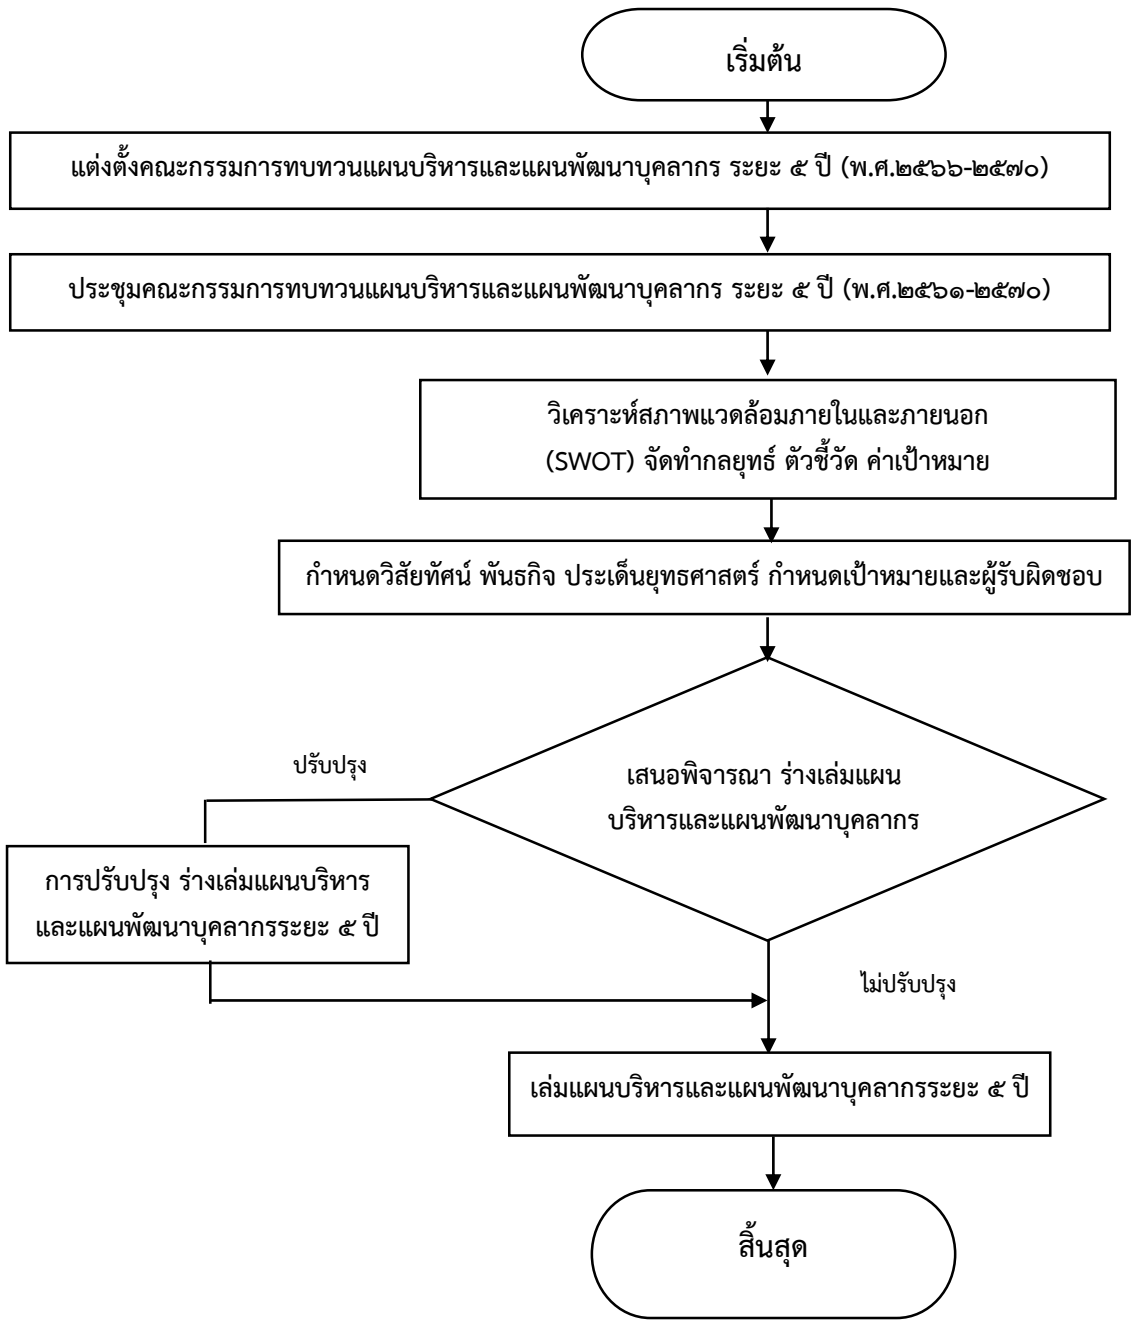 เริ่มต้น
แต่งตั้งคณะกรรมการทบทวนแผนบริหารและแผนพัฒนาบุคลากร ระยะ ๕ ปี (พ.ศ.๒๕๖๖-๒๕๗๐)
ประชุมคณะกรรมการทบทวนแผนบริหารและแผนพัฒนาบุคลากร ระยะ ๕ ปี (พ.ศ.๒๕๖๑-๒๕๗๐)
วิเคราะห์สภาพแวดล้อมภายในและภายนอก
(SWOT) จัดทำกลยุทธ์ ตัวชี้วัด ค่าเป้าหมาย
กำหนดวิสัยทัศน์ พันธกิจ ประเด็นยุทธศาสตร์ กำหนดเป้าหมายและผู้รับผิดชอบ
ปรับปรุง
เสนอพิจารณา ร่างเล่มแผน
บริหารและแผนพัฒนาบุคลากร
การปรับปรุง ร่างเล่มแผนบริหาร
และแผนพัฒนาบุคลากรระยะ ๕ ปี
ไม่ปรับปรุง
เล่มแผนบริหารและแผนพัฒนาบุคลากรระยะ ๕ ปี
สิ้นสุด